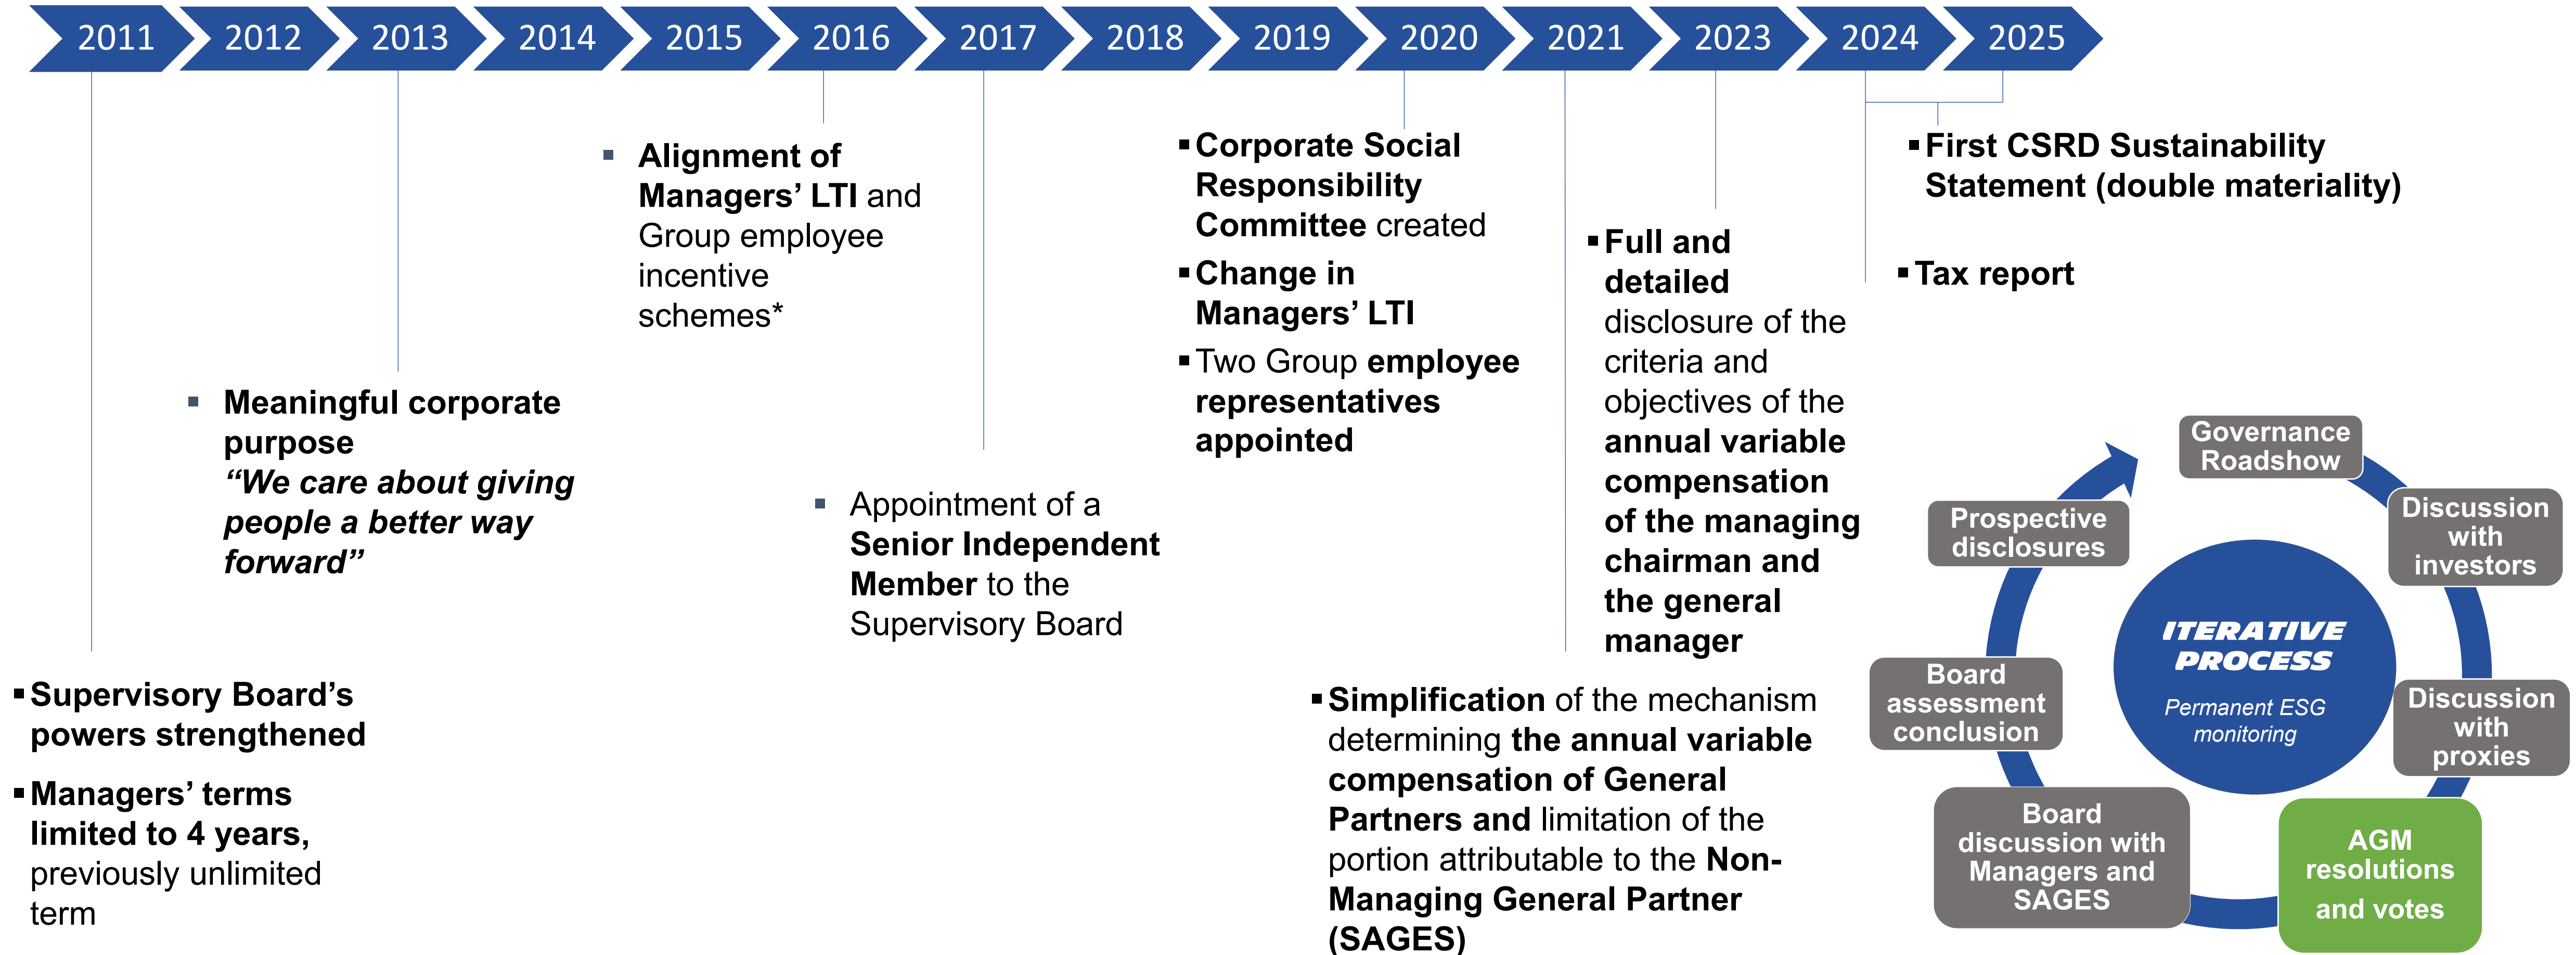 2011
2012
2013
2014
2015
2016
2017
2018
2019
2020
2021
2023
2024
2025
▪ Supervisory Board’s
powers strengthened
▪ Managers’ terms
limited to 4 years,
previously unlimited
term
▪ Meaningful corporate
purpose
“We care about giving
people a better way
forward”
▪ Alignment of
Managers’ LTI and
Group employee
incentive
schemes*
▪ Appointment of a
Senior Independent
Member to the
Supervisory Board
▪ Corporate Social
Responsibility
Committee created
▪ Change in
Managers’ LTI
▪ Two Group employee
representatives
appointed
▪ Simplification of the mechanism
determining the annual variable
compensation of General
Partners and limitation of the
portion attributable to the Non-
Managing General Partner
(SAGES)
▪ Full and
detailed
disclosure of the
criteria and
objectives of the
annual variable
compensation
of the managing
chairman and
the general
manager
▪ First CSRD Sustainability
Statement (double materiality)
▪ Tax report
Governance
Roadshow
Discussion
with
investors
Discussion
with
proxies
AGM
resolutions
and votes
Board
discussion with
Managers and
SAGES
Board
assessment
conclusion
Prospective
disclosures
ITERATIVE
PROCESS
Permanent ESG
monitoring